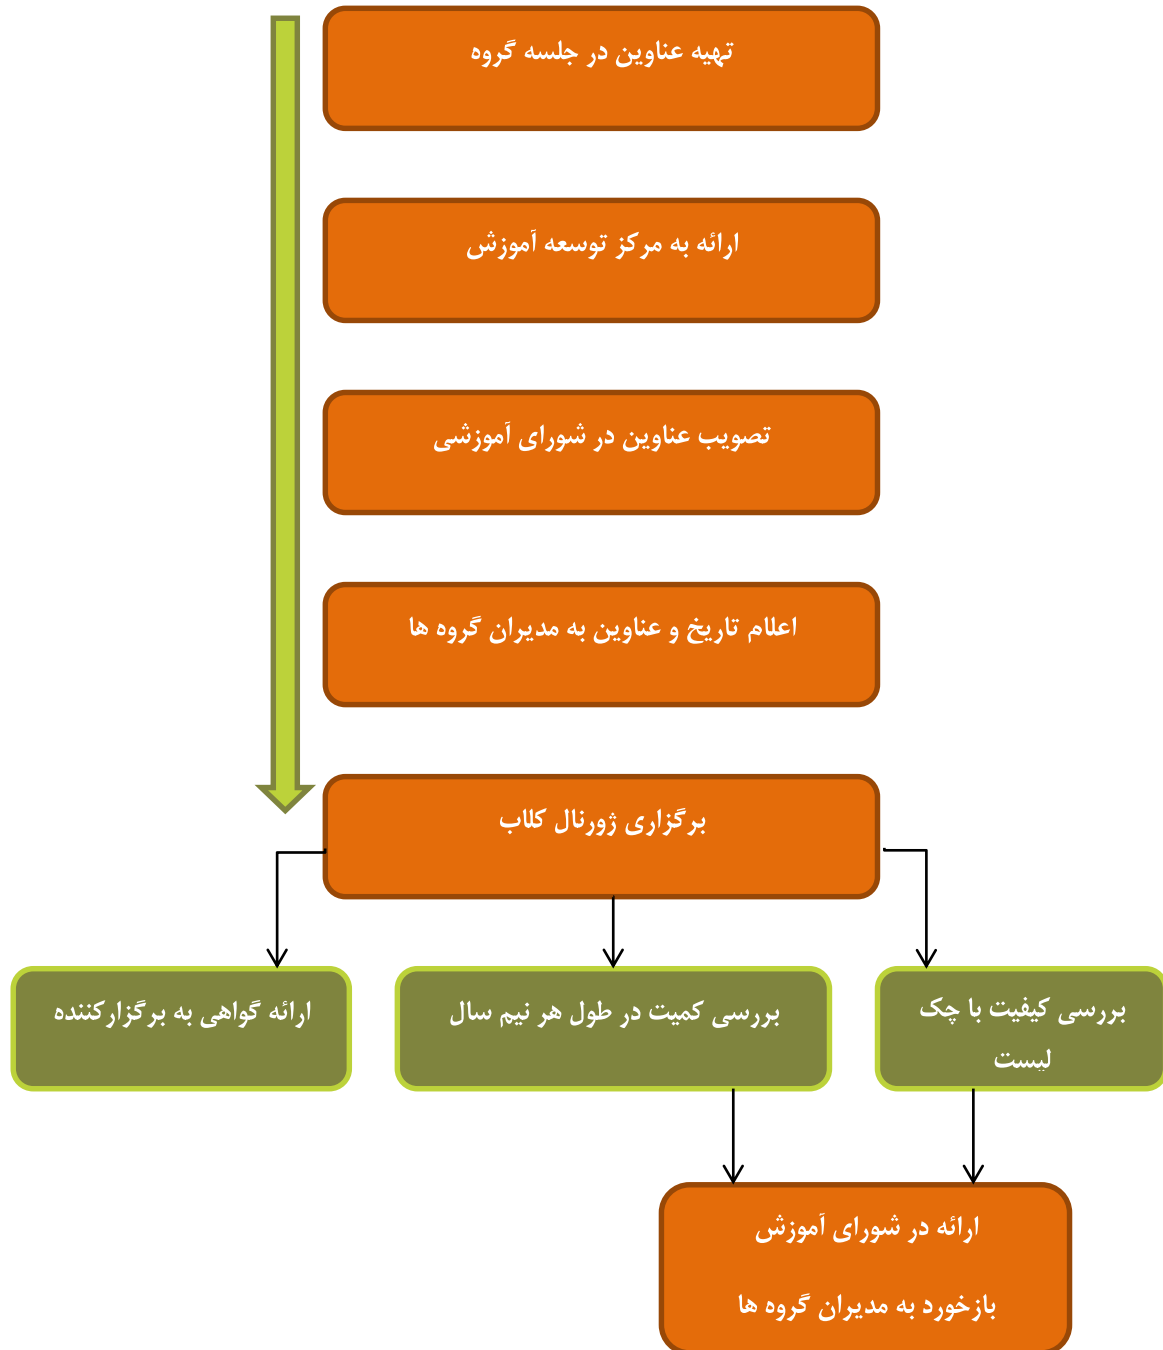 تهیه عناوین در جلسه گروه
ارائه به مرکز توسعه آموزش
تصویب عناوین در شورای آموزشی
اعلام تاریخ و عناوین به مدیران گروه ها
برگزاری ژورنال کلاب
بررسی کیفیت با چک
لیست
بررسی کمیت در طول هر نیم سال
ارائه گواهی به برگزارکننده
ارائه در شورای آموزش
بازخورد به مدیران گروه ها